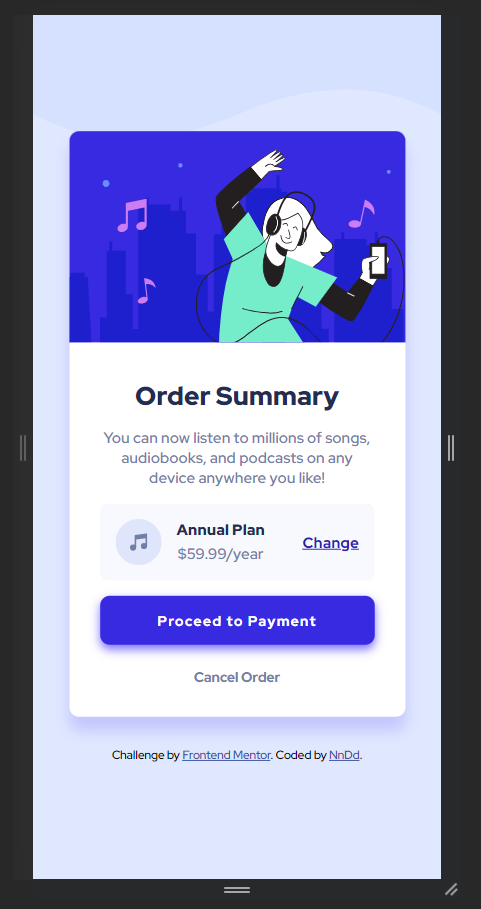 Order Summary
You can now listen to millions of songs,
audiobooks, and podcasts on any
device anywhere you like!
Annual Plan
$59.99/year
Change
Proceed to Payment
Cancel Order
Challenge by Frontend Mentor. Coded by NnDd.